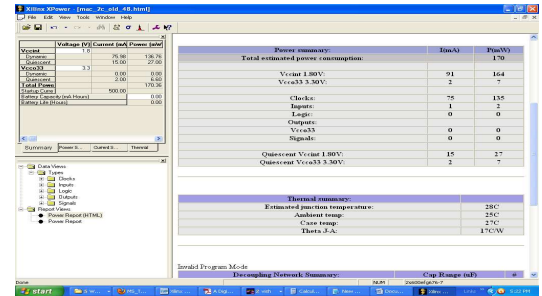 Xilinx XPower - [mac_2c_old_48.html]
File Edit View Tools Window Help
Voltage (V) Current (mA) Power (mW)
Vccint 1.8
Dynamic 75.98 136.76
Quiescent 15.00 27.00
Vcco33 3.3
Dynamic 0.00 0.00
Quiescent 2.00 6.60
Total Power 170.36
Startup Curre 500.00
Battery Capacity (mA Hours) 0.00
Battery Life (Hours) 0.00
Summary Power S... Current S... Thermal
Data Views
Types
Clocks
Inputs
Logic
Outputs
Signals
Report Views
Power Report (HTML)
Power Report
Power summary: I(mA) P(mW)
Total estimated power consumption: 170
Vccint 1.80V: 91 164
Vcco33 3.30V: 2 7
Clocks: 75 135
Inputs: 1 2
Logic: 0 0
Outputs:
Vcco33 0 0
Signals: 0 0
Quiescent Vccint 1.80V: 15 27
Quiescent Vcco33 3.30V: 2 7
Thermal summary:
Estimated junction temperature: 28C
Ambient temp: 25C
Case temp: 27C
Theta J-A: 17C/W
Invalid Program Mode
Decoupling Network Summary: Cap Range (uF) #
Done NUM 2v4000efg676-7
start